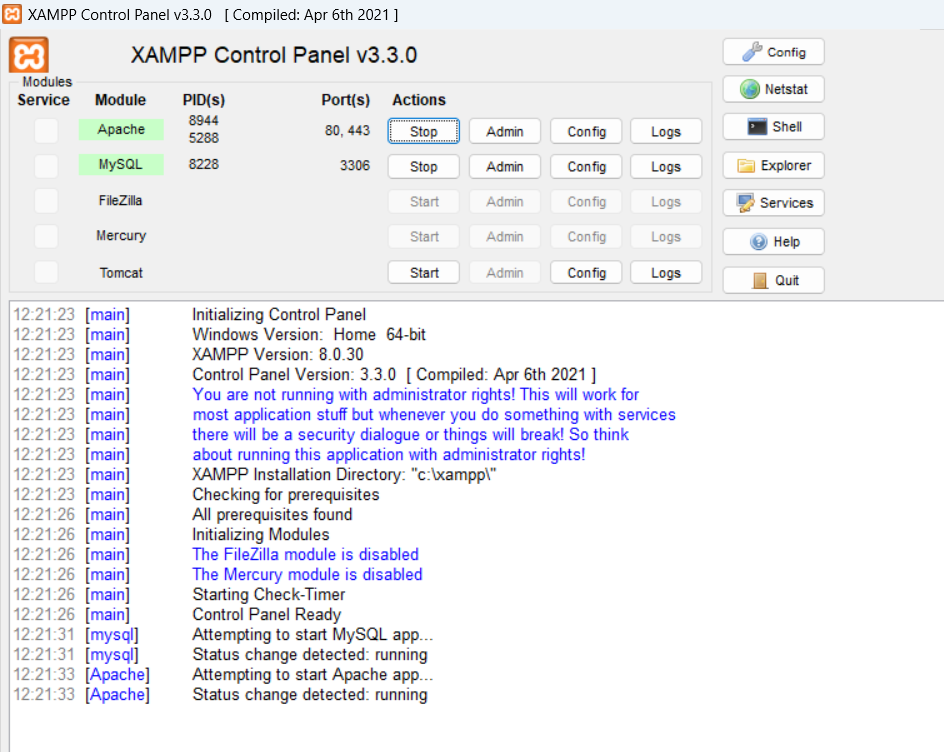 XAMPP Control Panel v3.3.0 [ Compiled: Apr 6th 2021 ]
XAMPP Control Panel v3.3.0
Config
Modules
Service Module PID(s) Port(s) Actions
Netstat
Apache 8944 5288 80, 443 Stop Admin Config Logs
Shell
MySQL 8228 3306 Stop Admin Config Logs
Explorer
FileZilla Start Admin Config Logs
Services
Mercury Start Admin Config Logs
Help
Tomcat Start Admin Config Logs
Quit
12:21:23 [main] Initializing Control Panel
12:21:23 [main] Windows Version: Home 64-bit
12:21:23 [main] XAMPP Version: 8.0.30
12:21:23 [main] Control Panel Version: 3.3.0 [ Compiled: Apr 6th 2021 ]
12:21:23 [main] You are not running with administrator rights! This will work for
12:21:23 [main] most application stuff but whenever you do something with services
12:21:23 [main] there will be a security dialogue or things will break! So think
12:21:23 [main] about running this application with administrator rights!
12:21:23 [main] XAMPP Installation Directory: "c:\xampp\"
12:21:23 [main] Checking for prerequisites
12:21:26 [main] All prerequisites found
12:21:26 [main] Initializing Modules
12:21:26 [main] The FileZilla module is disabled
12:21:26 [main] The Mercury module is disabled
12:21:26 [main] Starting Check-Timer
12:21:26 [main] Control Panel Ready
12:21:31 [mysql] Attempting to start MySQL app...
12:21:31 [mysql] Status change detected: running
12:21:33 [Apache] Attempting to start Apache app...
12:21:33 [Apache] Status change detected: running